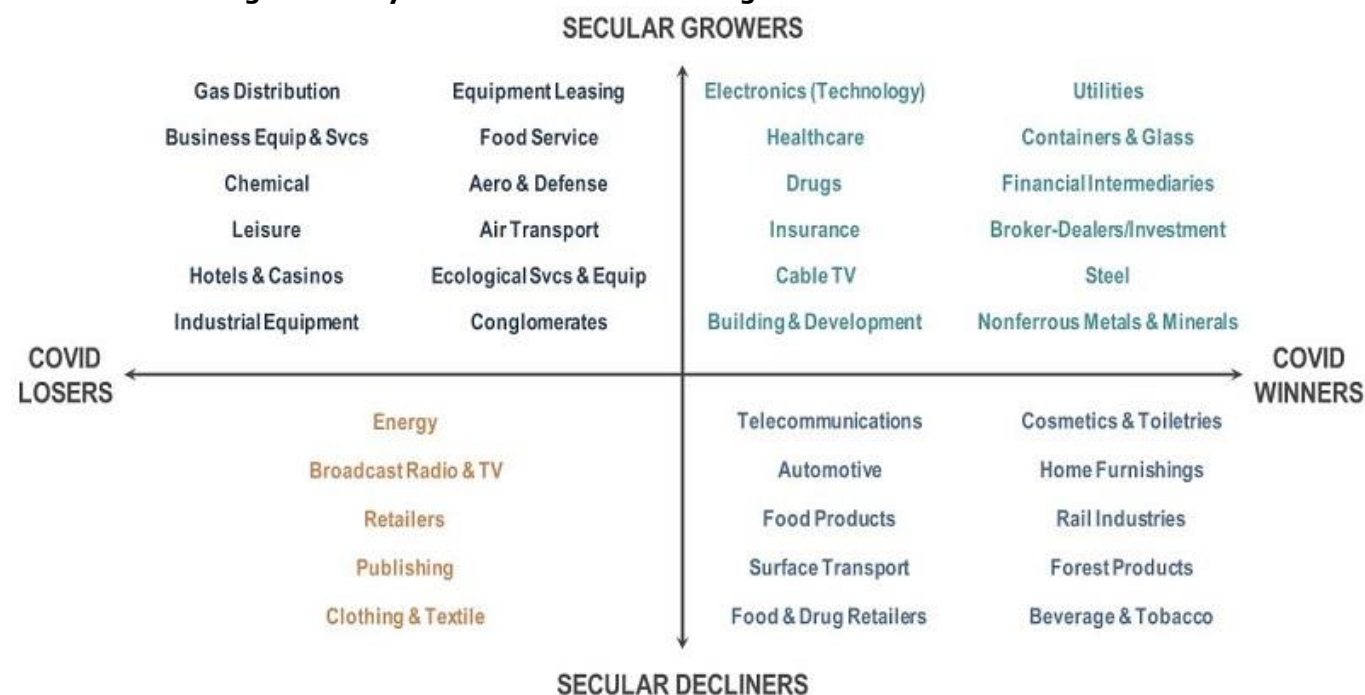 SECULAR GROWERS
Gas Distribution
Equipment Leasing
Electronics (Technology)
Utilities
Business Equip & Svcs
Food Service
Healthcare
Containers & Glass
Chemical
Aero & Defense
Drugs
Financial Intermediaries
Leisure
Air Transport
Insurance
Broker-Dealers/Investment
Hotels & Casinos
Ecological Svcs & Equip
Cable TV
Steel
Industrial Equipment
Conglomerates
Building & Development
Nonferrous Metals & Minerals
COVID
LOSERS
COVID
WINNERS
Energy
Telecommunications
Cosmetics & Toiletries
Broadcast Radio & TV
Automotive
Home Furnishings
Retailers
Food Products
Rail Industries
Publishing
Surface Transport
Forest Products
Clothing & Textile
Food & Drug Retailers
Beverage & Tobacco
SECULAR DECLINERS